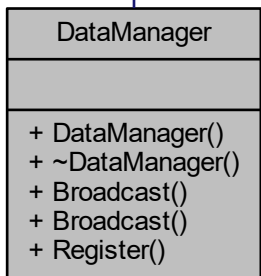 DataManager
+ DataManager()
+ ~DataManager()
+ Broadcast()
+ Broadcast()
+ Register()